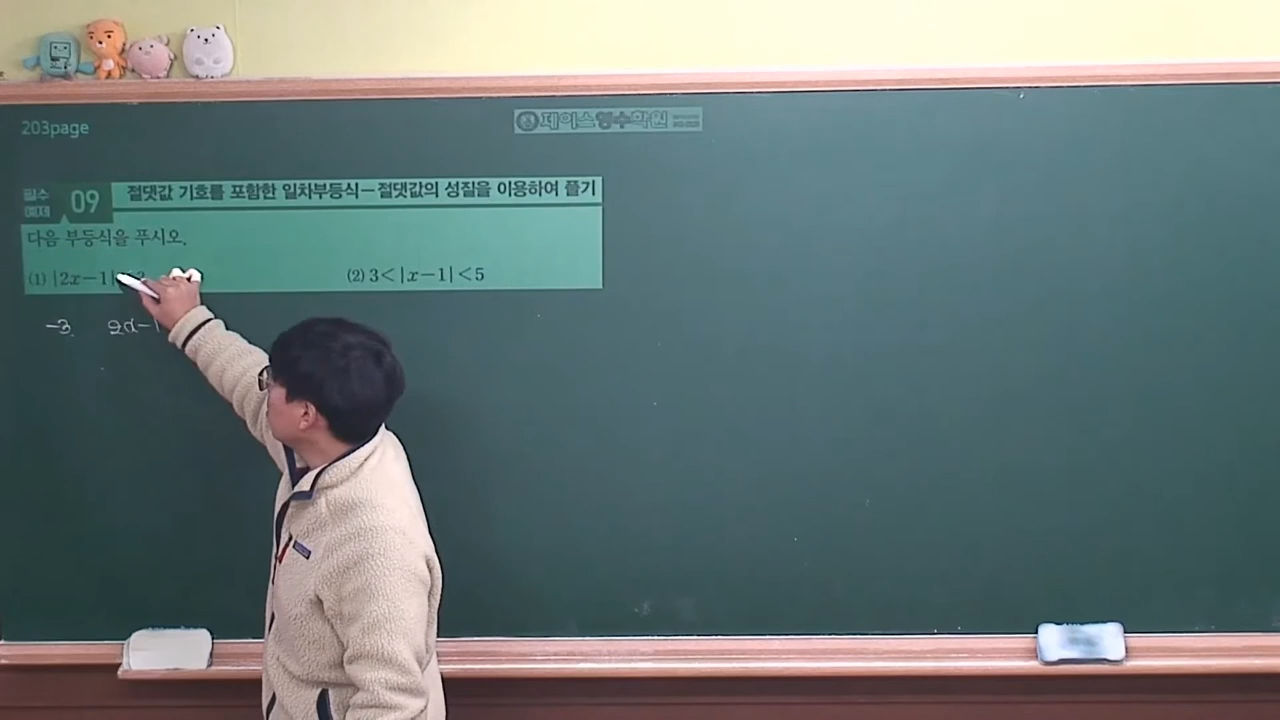 203page
제이스영수학원
필수 예제 09 절댓값 기호를 포함한 일차부등식-절댓값의 성질을 이용하여 풀기
다음 부등식을 푸시오.
(1) |2x-1| (2) 3<|x-1|<5
-3 2x-1